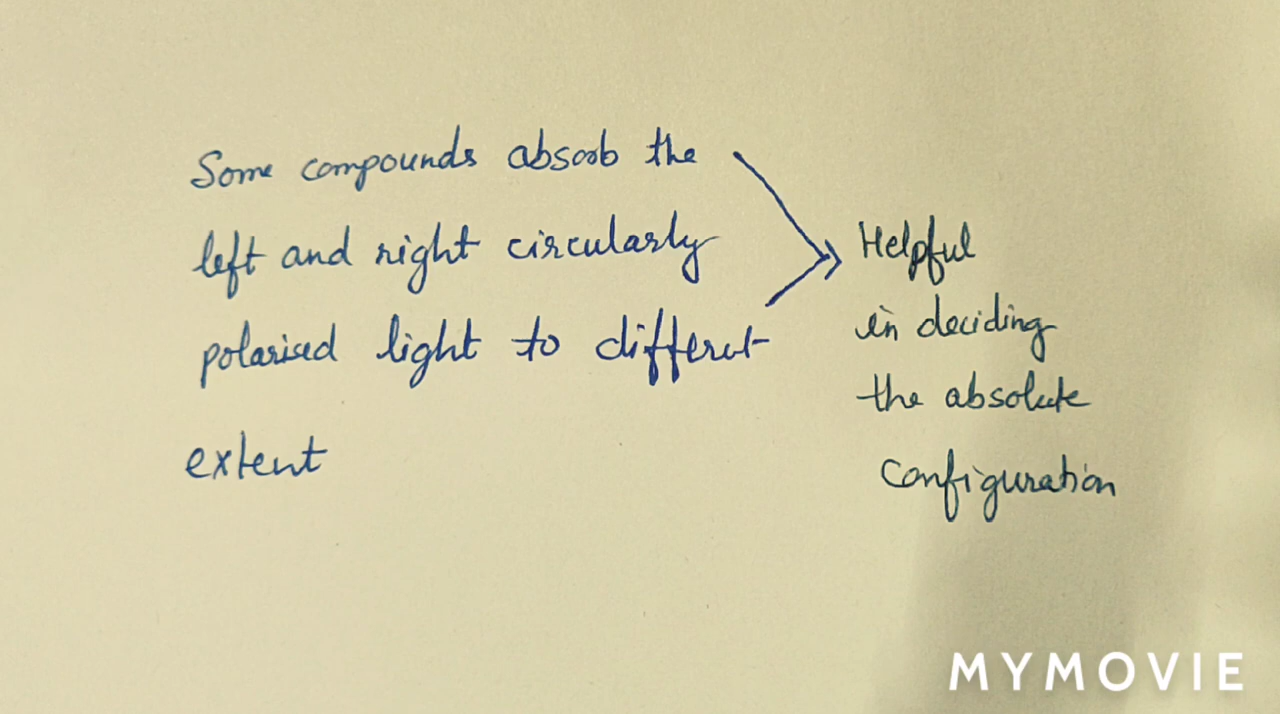 Some compounds absorb the
left and right circularly
polarised light to different
extent
Helpful
in deciding
the absolute
configuration
MYMOVIE